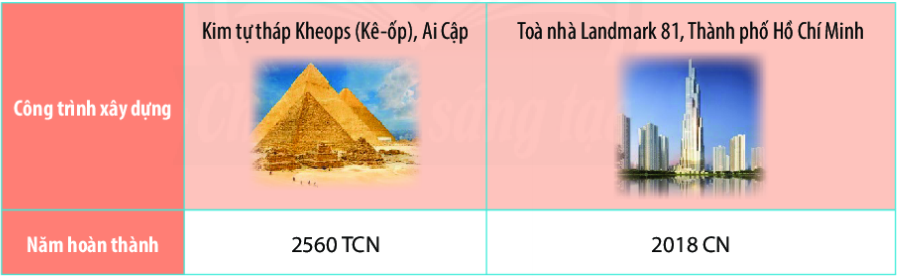 Kim tự tháp Kheops (Kê-ốp), Ai Cập
Toà nhà Landmark 81, Thành phố Hồ Chí Minh
Công trình xây dựng
Năm hoàn thành
2560 TCN
2018 CN